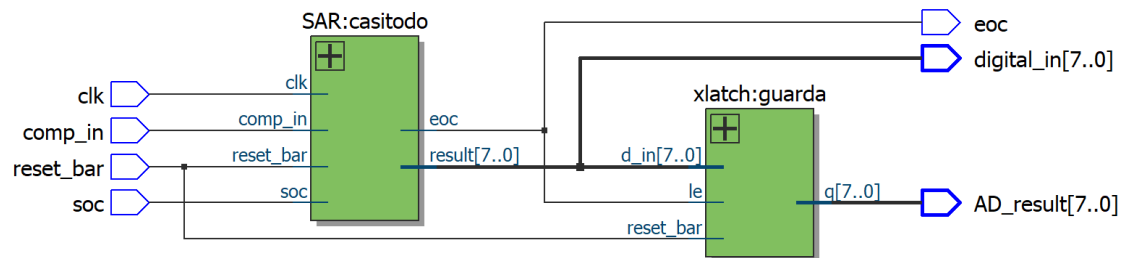 SAR:casitodo
eoc
digital_in[7..0]
clk
clk
xlatch:guarda
comp_in
comp_in
eoc
reset_bar
reset_bar
result[7..0]
d_in[7..0]
soc
soc
le
q[7..0]
AD_result[7..0]
reset_bar